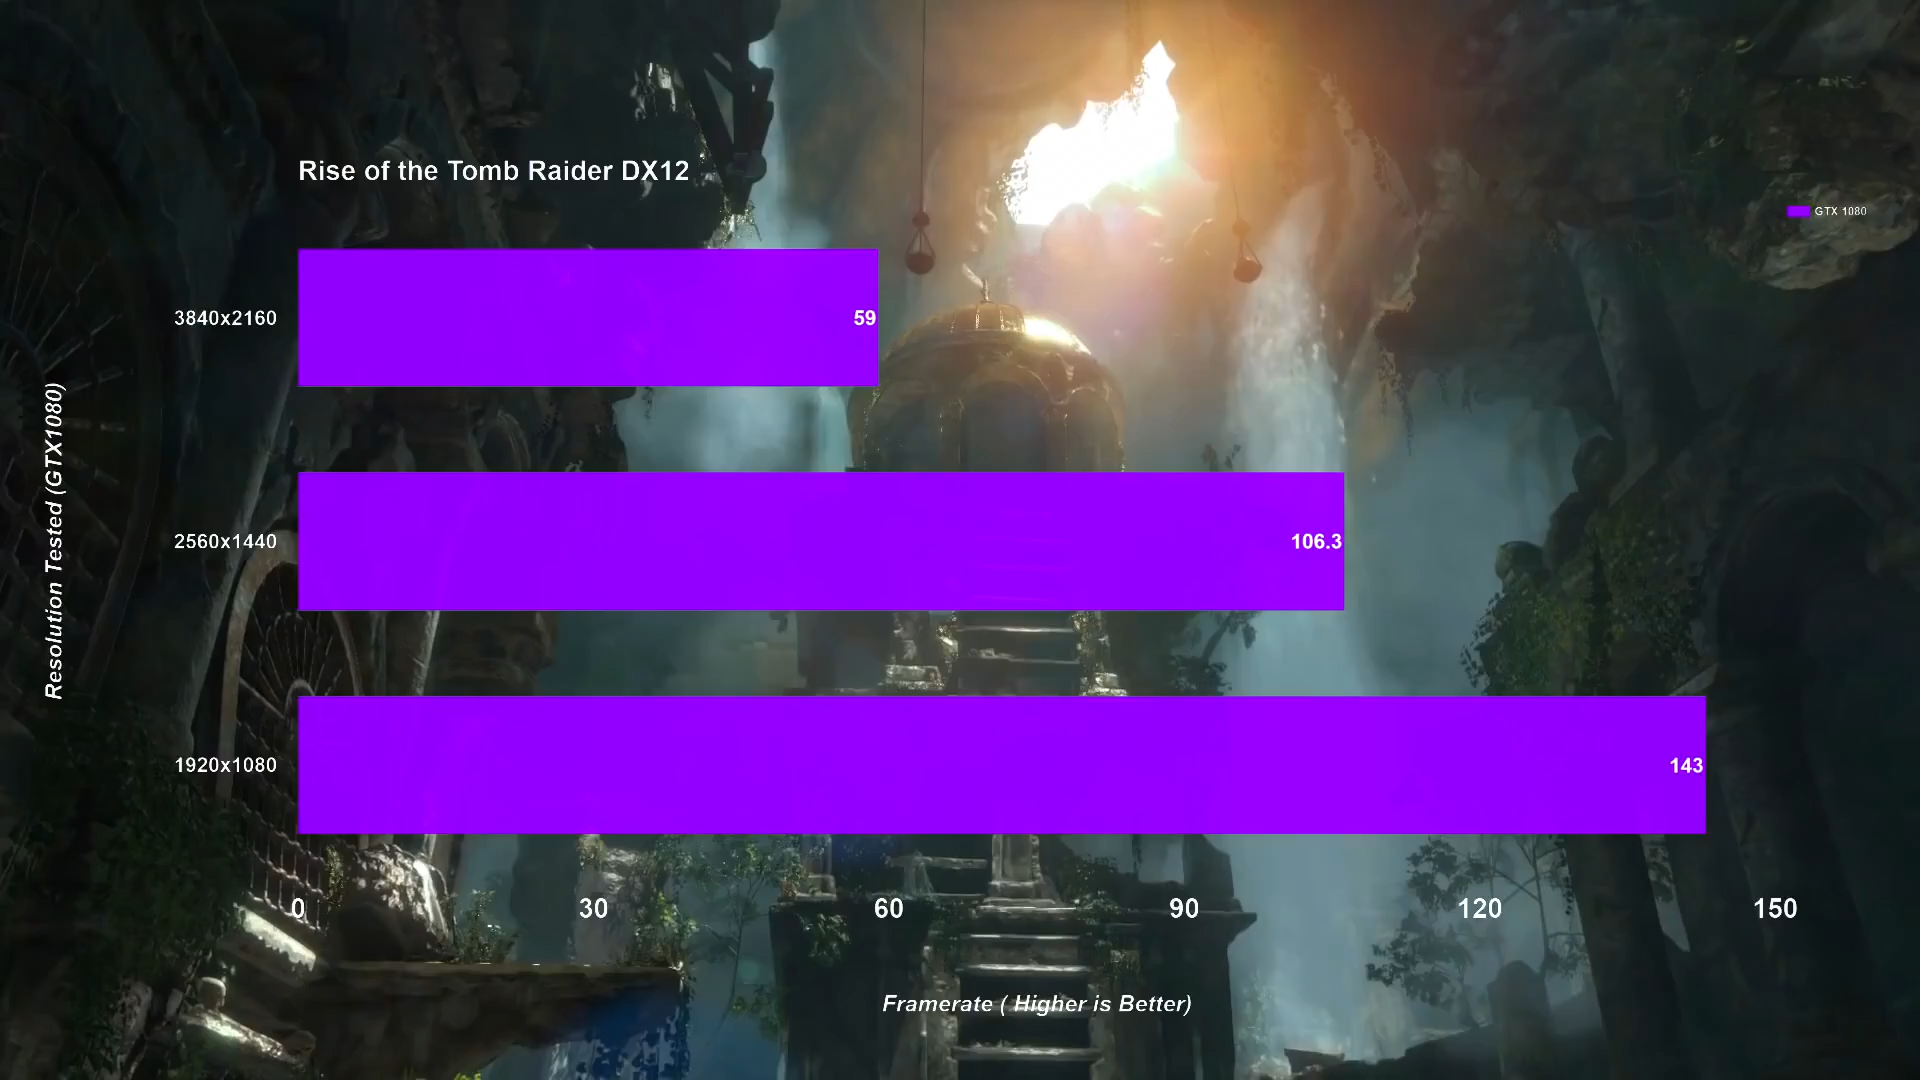 Rise of the Tomb Raider DX12
GTX 1080
Resolution Tested (GTX1080)
3840x2160
59
2560x1440
106.3
1920x1080
143
0
30
60
90
120
150
Framerate ( Higher is Better)